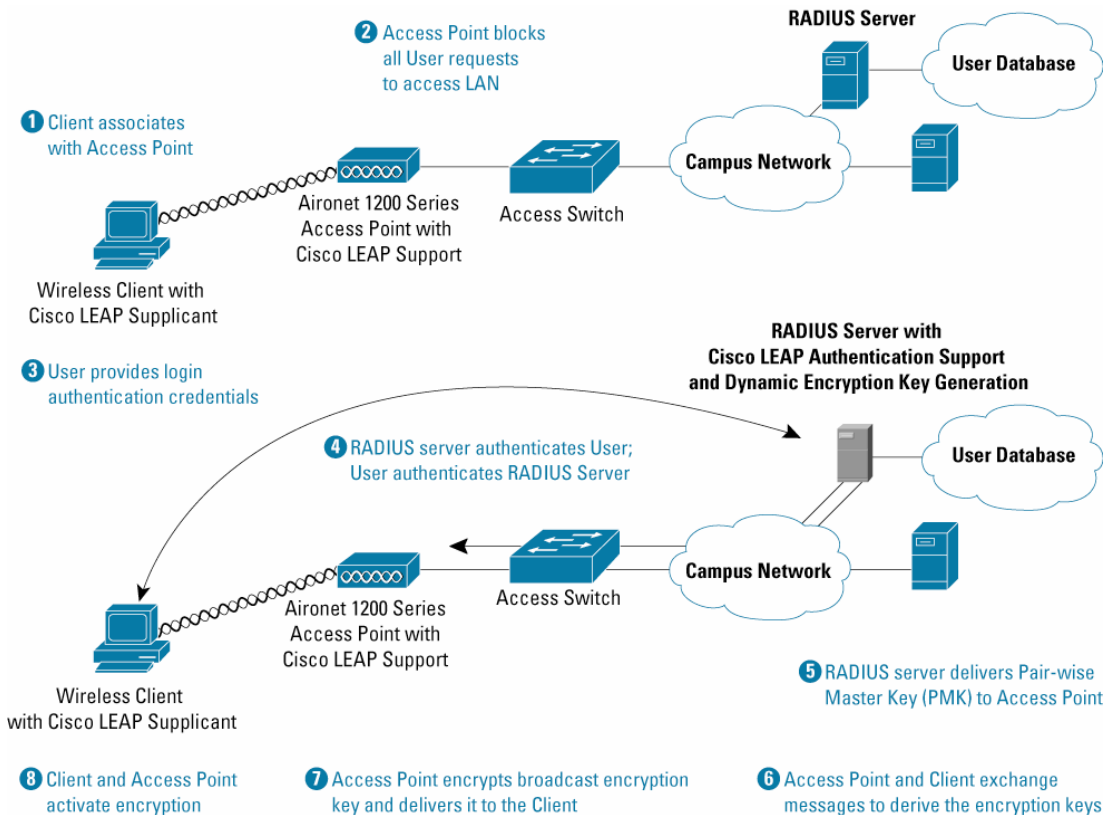 RADIUS Server
2 Access Point blocks
all User requests
to access LAN
User Database
1 Client associates
with Access Point
Campus Network
Aironet 1200 Series
Access Point with
Cisco LEAP Support
Access Switch
Wireless Client with
Cisco LEAP Supplicant
RADIUS Server with
Cisco LEAP Authentication Support
and Dynamic Encryption Key Generation
3 User provides login
authentication credentials
4 RADIUS server authenticates User;
User authenticates RADIUS Server
User Database
Campus Network
Access Switch
Aironet 1200 Series
Access Point with
Cisco LEAP Support
Wireless Client
with Cisco LEAP Supplicant
5 RADIUS server delivers Pair-wise
Master Key (PMK) to Access Point
8 Client and Access Point
activate encryption
7 Access Point encrypts broadcast encryption
key and delivers it to the Client
6 Access Point and Client exchange
messages to derive the encryption keys